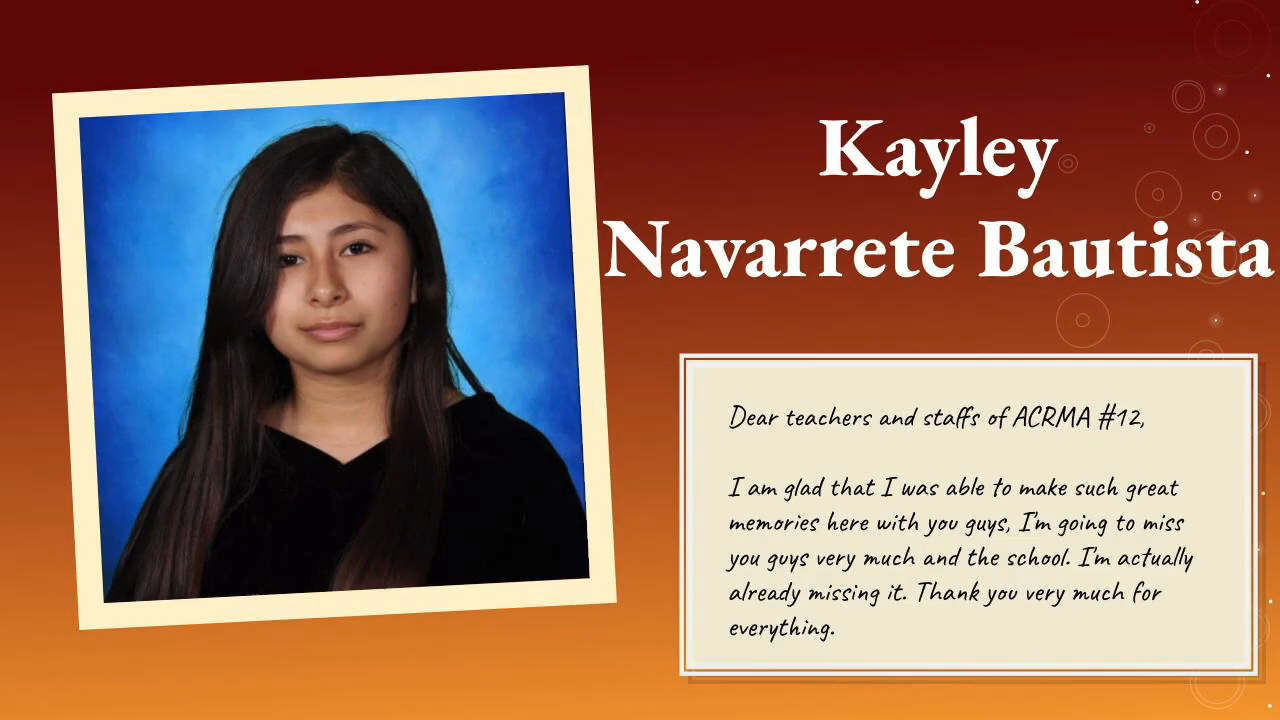 Kayley
Navarrete Bautista
Dear teachers and staffs of ACRMA #12,
I am glad that I was able to make such great
memories here with you guys, I'm going to miss
you guys very much and the school. I'm actually
already missing it. Thank you very much for
everything.